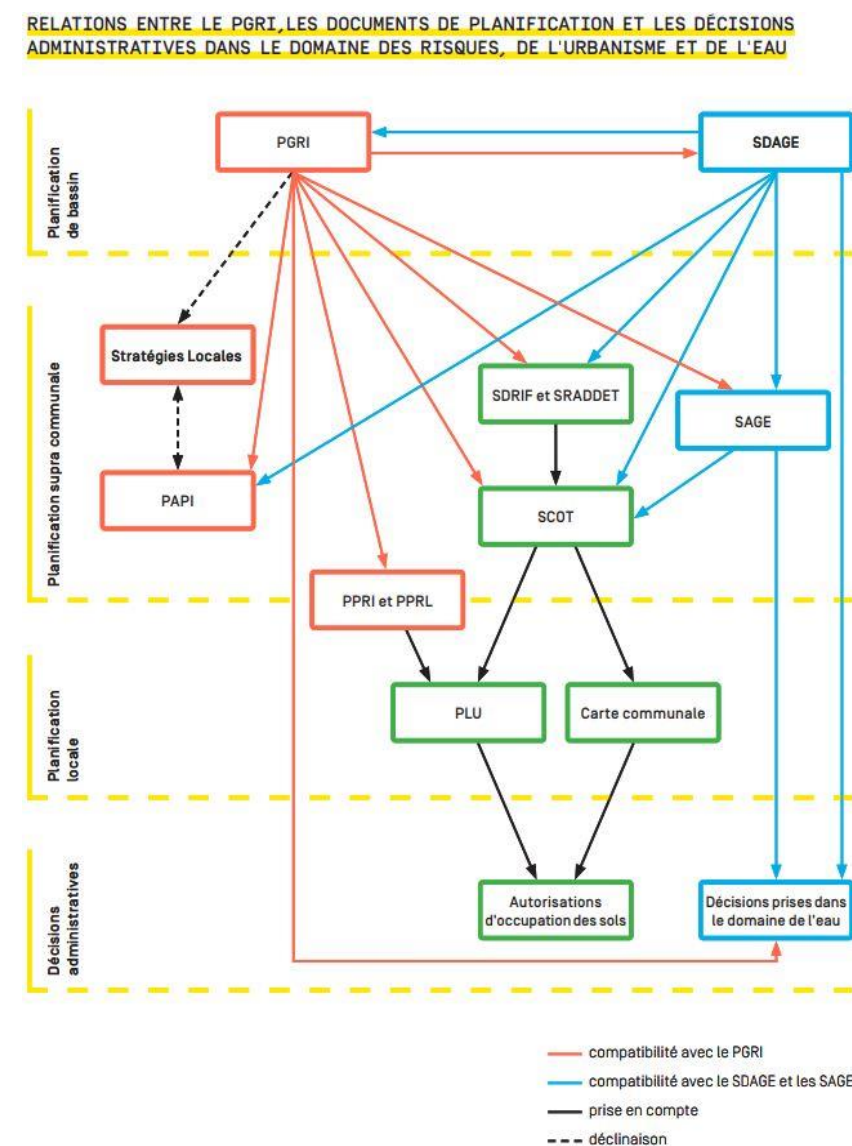 RELATIONS ENTRE LE PGRI,LES DOCUMENTS DE PLANIFICATION ET LES DÉCISIONS
ADMINISTRATIVES DANS LE DOMAINE DES RISQUES, DE L'URBANISME ET DE L'EAU
Planification
de bassin
PGRI
SDAGE
Planification supra communale
Stratégies Locales
SDRIF et SRADDET
SAGE
PAPI
SCOT
PPRI et PPRL
Planification
locale
PLU
Carte communale
Décisions
administratives
Autorisations
d'occupation des sols
Décisions prises dans
le domaine de l'eau
compatibilité avec le PGRI
compatibilité avec le SDAGE et les SAGE
prise en compte
déclinaison